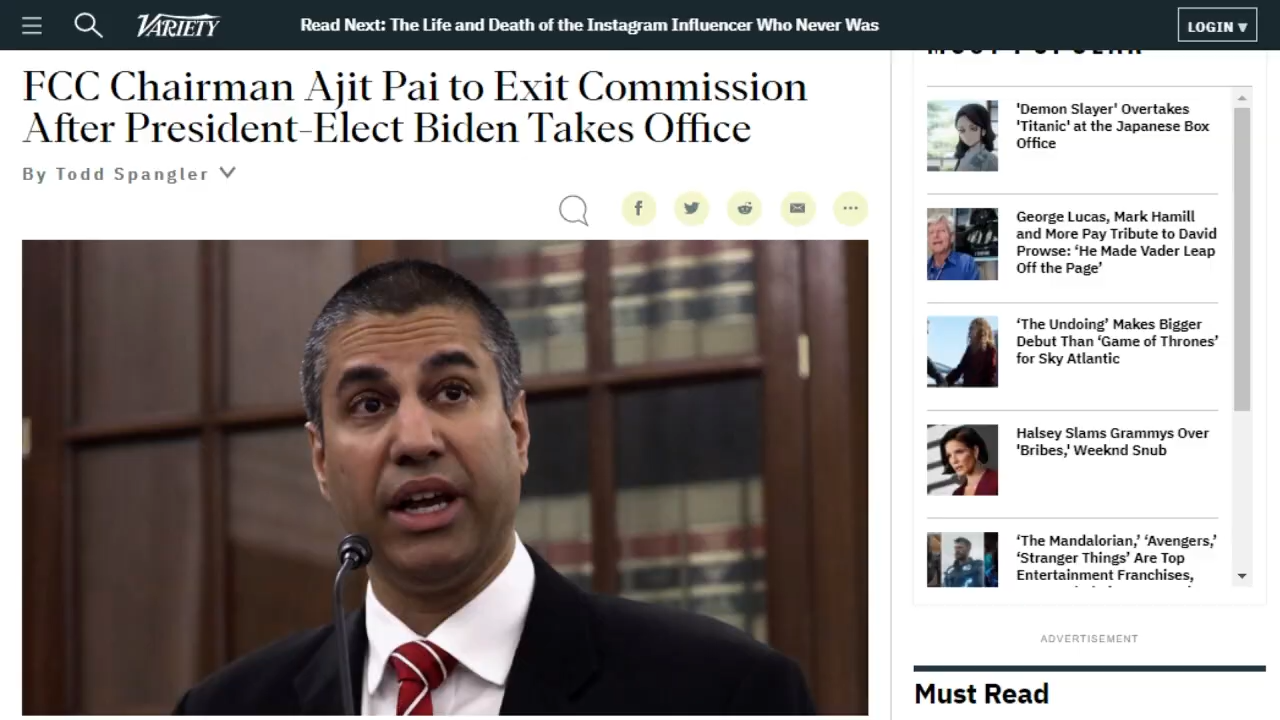 VARIETY
Read Next: The Life and Death of the Instagram Influencer Who Never Was
LOGIN ▼
FCC Chairman Ajit Pai to Exit Commission
After President-Elect Biden Takes Office
By Todd Spangler
'Demon Slayer' Overtakes
'Titanic' at the Japanese Box
Office
George Lucas, Mark Hamill
and More Pay Tribute to David
Prowse: ‘He Made Vader Leap
Off the Page’
‘The Undoing’ Makes Bigger
Debut Than ‘Game of Thrones’
for Sky Atlantic
Halsey Slams Grammys Over
'Bribes,' Weeknd Snub
‘The Mandalorian,’ ‘Avengers,’
‘Stranger Things’ Are Top
Entertainment Franchises,
ADVERTISEMENT
Must Read